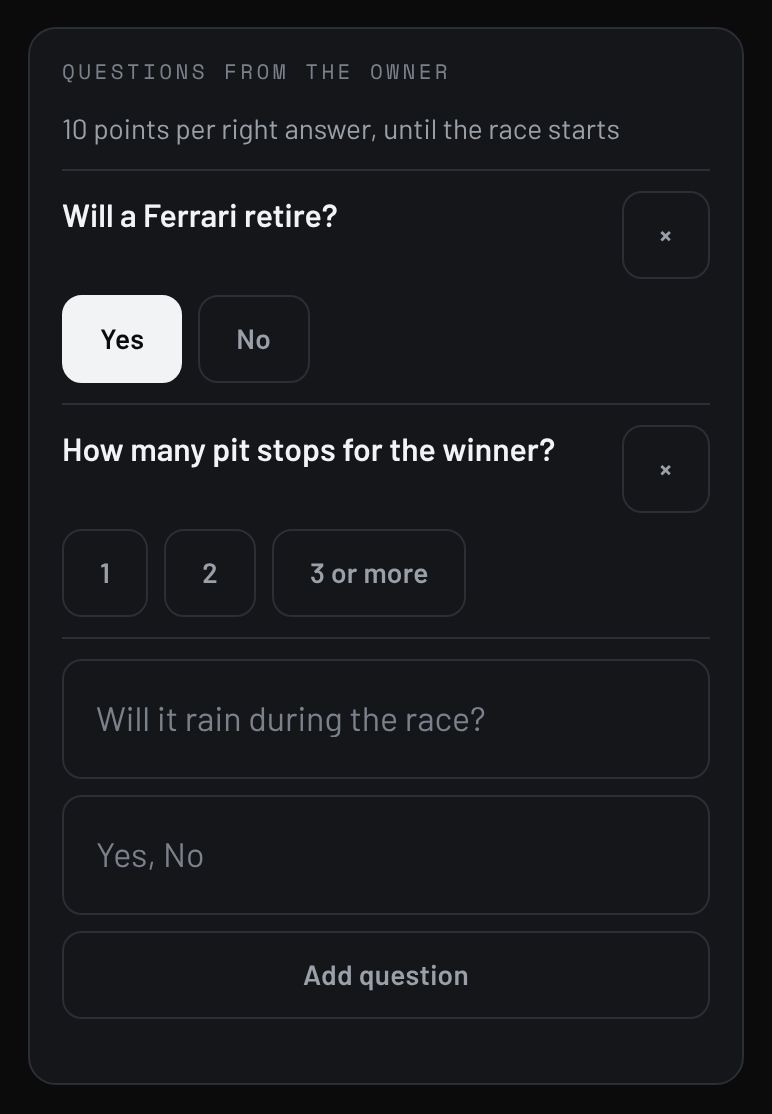 QUESTIONS FROM THE OWNER
10 points per right answer, until the race starts
Will a Ferrari retire?
×
Yes
No
How many pit stops for the winner?
×
1
2
3 or more
Will it rain during the race?
Yes, No
Add question